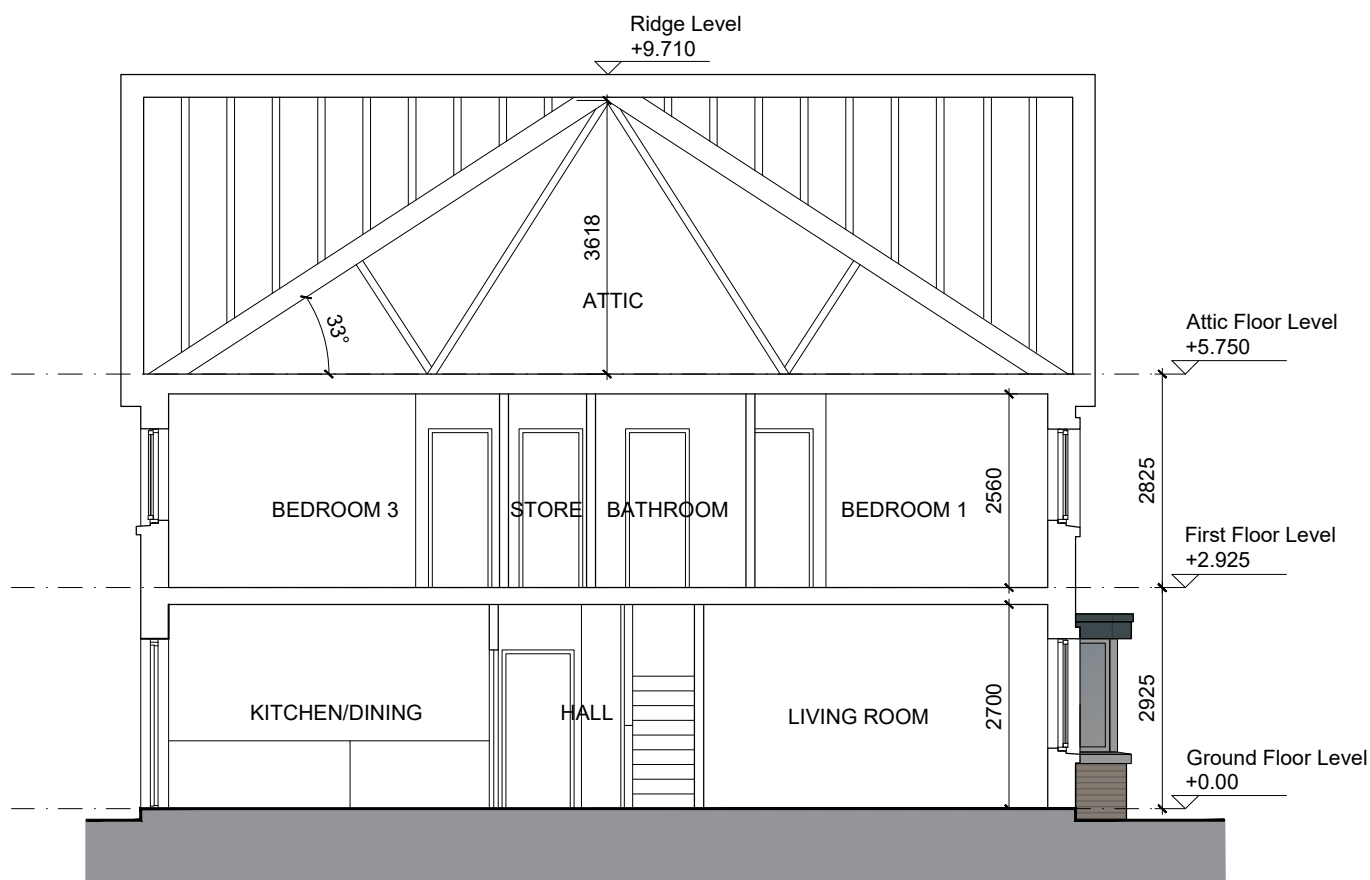 Ridge Level
+9.710
3618
ATTIC
33°
Attic Floor Level
+5.750
BEDROOM 3
STORE
BATHROOM
BEDROOM 1
2560
2825
First Floor Level
+2.925
KITCHEN/DINING
HALL
LIVING ROOM
2700
2925
Ground Floor Level
+0.00